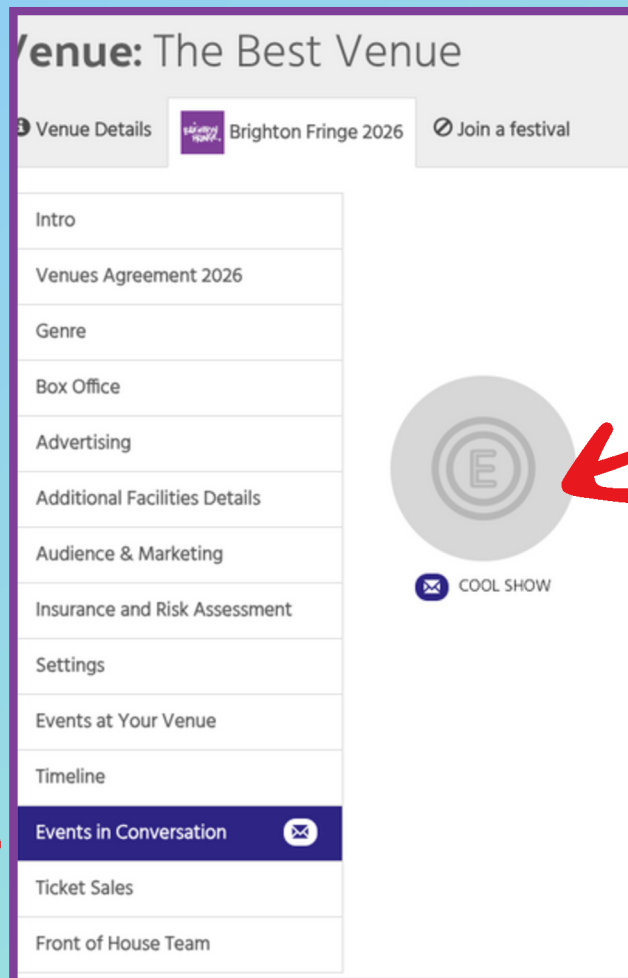 Venue: The Best Venue
Venue Details
BRIGHTON FRINGE.
Brighton Fringe 2026
Join a festival
Intro
Venues Agreement 2026
Genre
Box Office
Advertising
Additional Facilities Details
Audience & Marketing
Insurance and Risk Assessment
Settings
Events at Your Venue
Timeline
Events in Conversation
Ticket Sales
Front of House Team
E
COOL SHOW